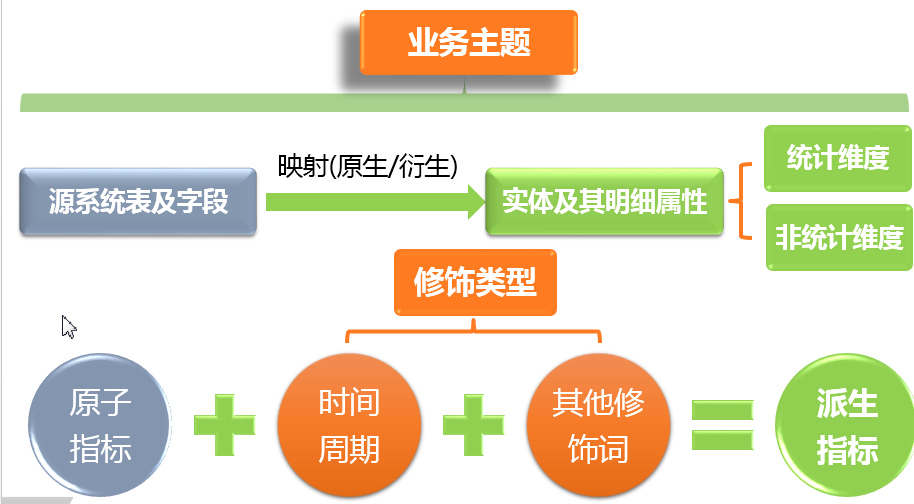 业务主题
映射(原生/衍生)
源系统表及字段
实体及其明细属性
统计维度
非统计维度
修饰类型
原子
指标
时间
周期
其他修
饰词
派生
指标